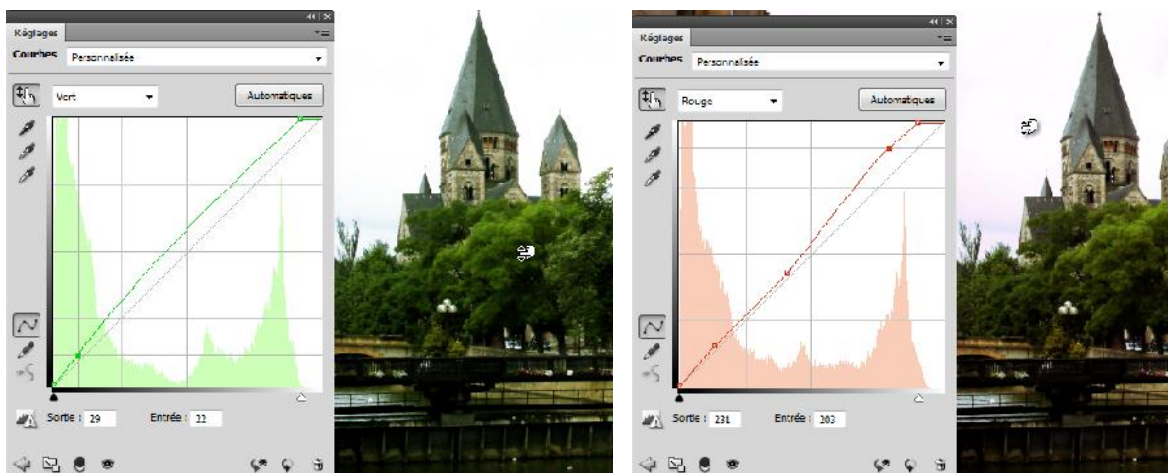 Réglages
Courbes Personnalisée
Vert
Automatiques
Sortie : 29 Entrée : 22
Réglages
Courbes Personnalisée
Rouge
Automatiques
Sortie : 231 Entrée : 203